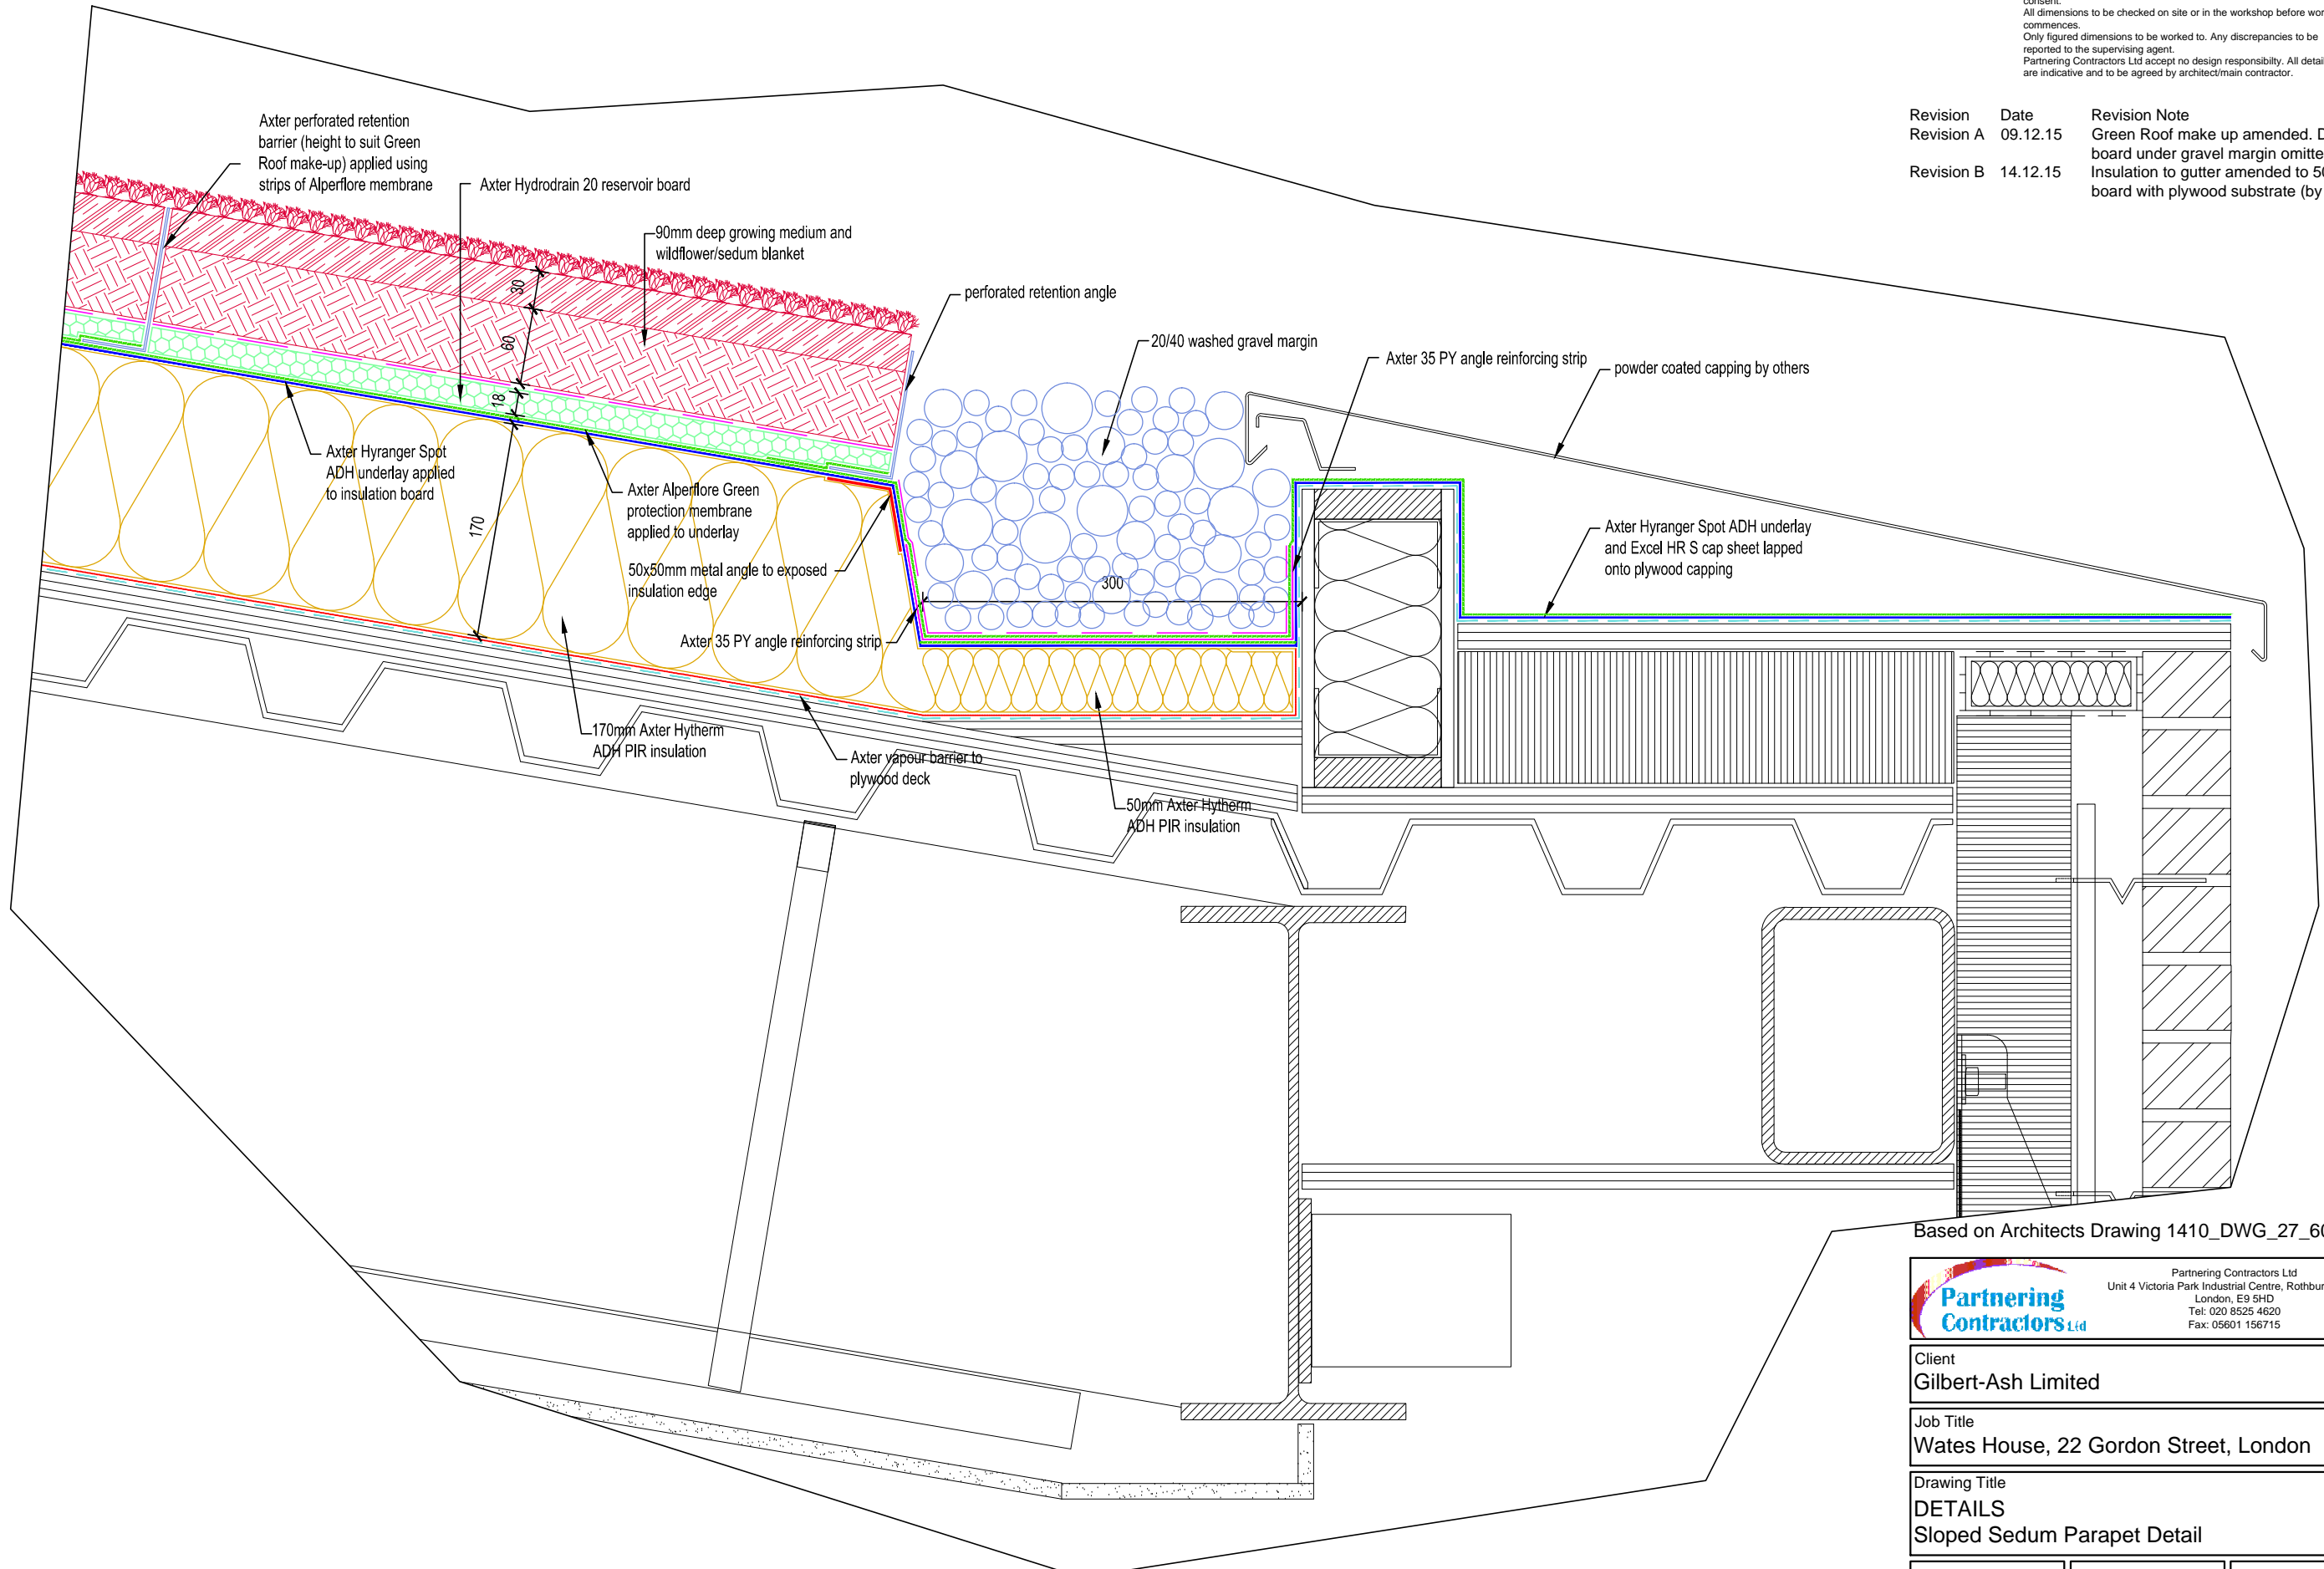 consent.
All dimensions to be checked on site or in the workshop before
commences.
Only figured dimensions to be worked to. Any discrepancies to be
reported to the supervising agent.
Partnering Contractors Ltd accept no design responsibilty. All
are indicative and to be agreed by architect/main contractor.
Revision Date Revision Note
Revision A 09.12.15 Green Roof make up amended.
board under gravel margin
Revision B 14.12.15 Insulation to gutter amended to
board with plywood substrate (by
Axter perforated retention
barrier (height to suit Green
Roof make-up) applied using
strips of Alperflore membrane
Axter Hydrodrain 20 reservoir board
90mm deep growing medium and
wildflower/sedum blanket
perforated retention angle
20/40 washed gravel margin
Axter 35 PY angle reinforcing strip
powder coated capping by others
30
60
18
170
300
Axter Hyranger Spot
ADH underlay applied
to insulation board
Axter Alperflore Green
protection membrane
applied to underlay
50x50mm metal angle to exposed
insulation edge
Axter 35 PY angle reinforcing strip
Axter Hyranger Spot ADH underlay
and Excel HR S cap sheet lapped
onto plywood capping
170mm Axter Hytherm
ADH PIR insulation
Axter vapour barrier to
plywood deck
50mm Axter Hytherm
ADH PIR insulation
Based on Architects Drawing
Partnering
Contractors Ltd
Partnering Contractors Ltd
Unit 4 Victoria Park Industrial Centre,
London, E9 5HD
Tel: 020 8525 4620
Fax: 05601 156715
Client
Gilbert-Ash Limited
Job Title
Wates House, 22 Gordon Street, London
Drawing Title
DETAILS
Sloped Sedum Parapet Detail